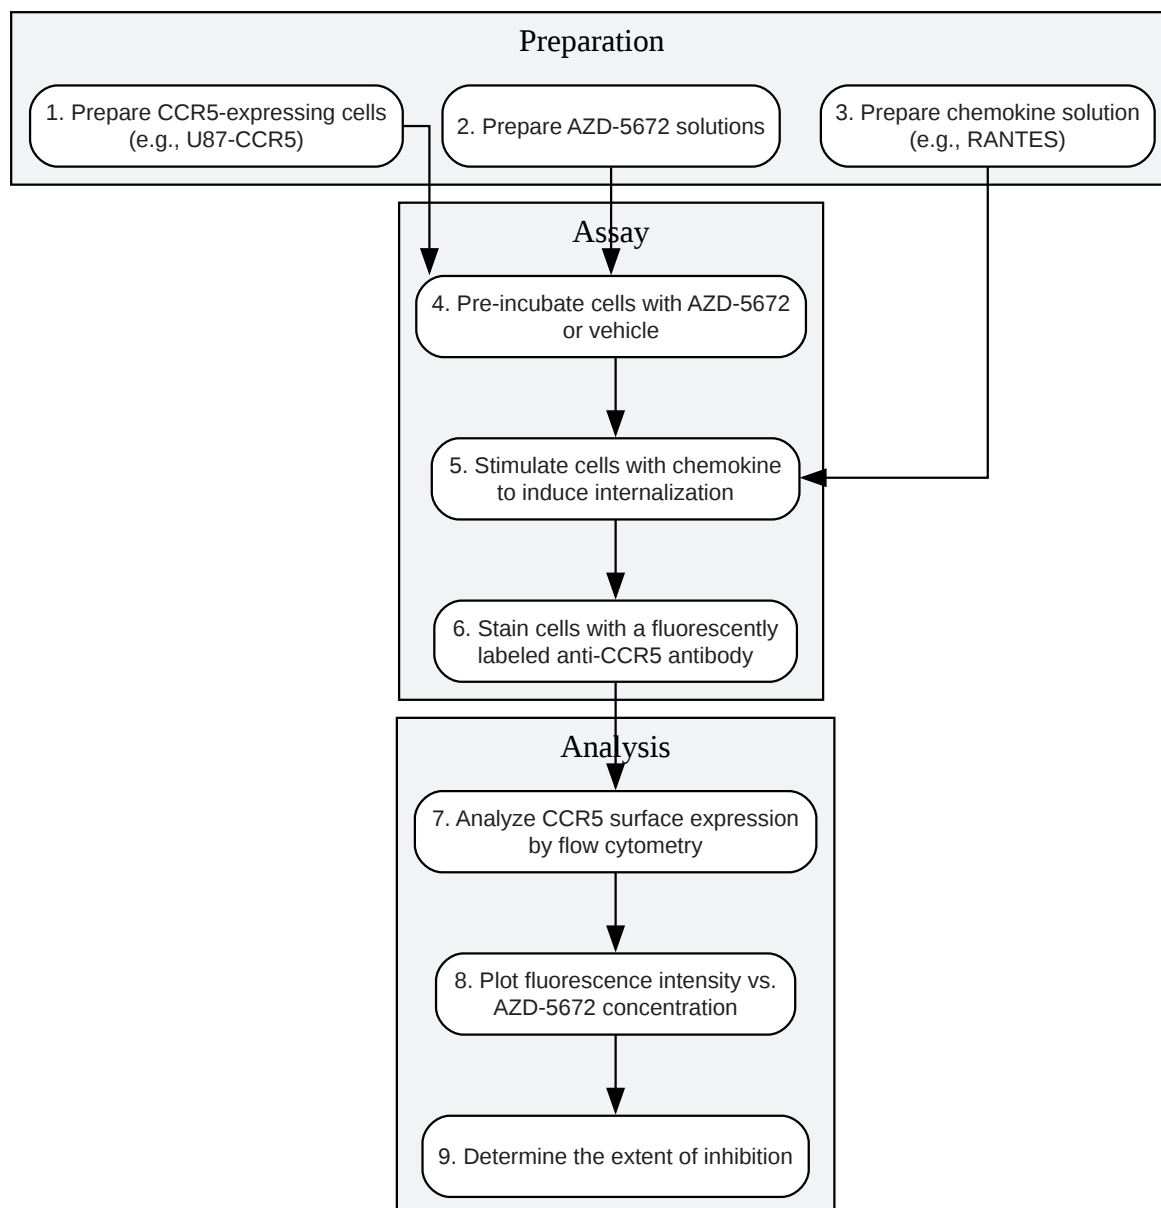 Preparation
1. Prepare CCR5-expressing cells
(e.g., U87-CCR5)
2. Prepare AZD-5672 solutions
3. Prepare chemokine solution
(e.g., RANTES)
Assay
4. Pre-incubate cells with AZD-5672
or vehicle
5. Stimulate cells with chemokine
to induce internalization
6. Stain cells with a fluorescently
labeled anti-CCR5 antibody
Analysis
7. Analyze CCR5 surface expression
by flow cytometry
8. Plot fluorescence intensity vs.
AZD-5672 concentration
9. Determine the extent of inhibition